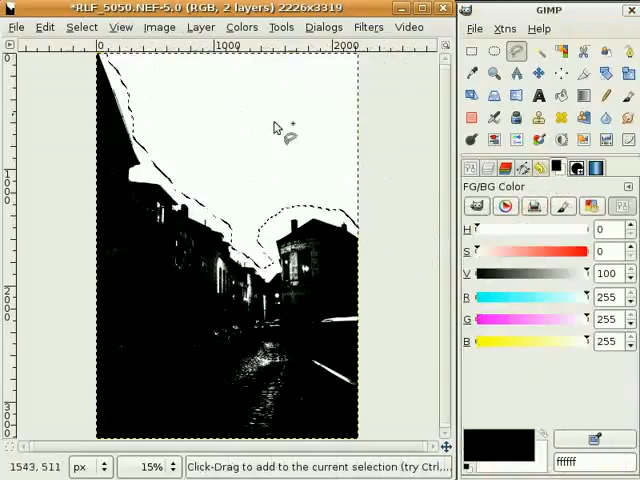 *RLF_5050.NEF-5.0 (RGB, 2 layers) 2226x3319
GIMP
File Edit Select View Image Layer Colors Tools Dialogs Filters Video
File Xtns Help
0 1000 2000
0
FG/BG Color
H 0
S 0
V 100
R 255
G 255
B 255
ffffff
1543, 511 px 15% Click-Drag to add to the current selection (try Ctrl,...